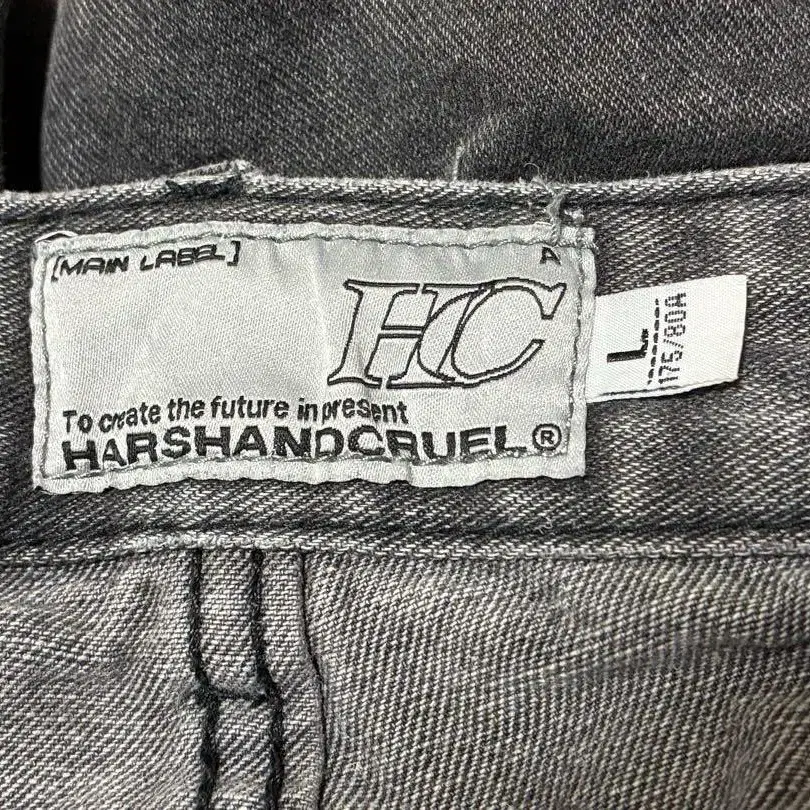 [MAIN LABEL]
A
HC
To create the future in present
HARSHANDCRUEL®
L
175/80A